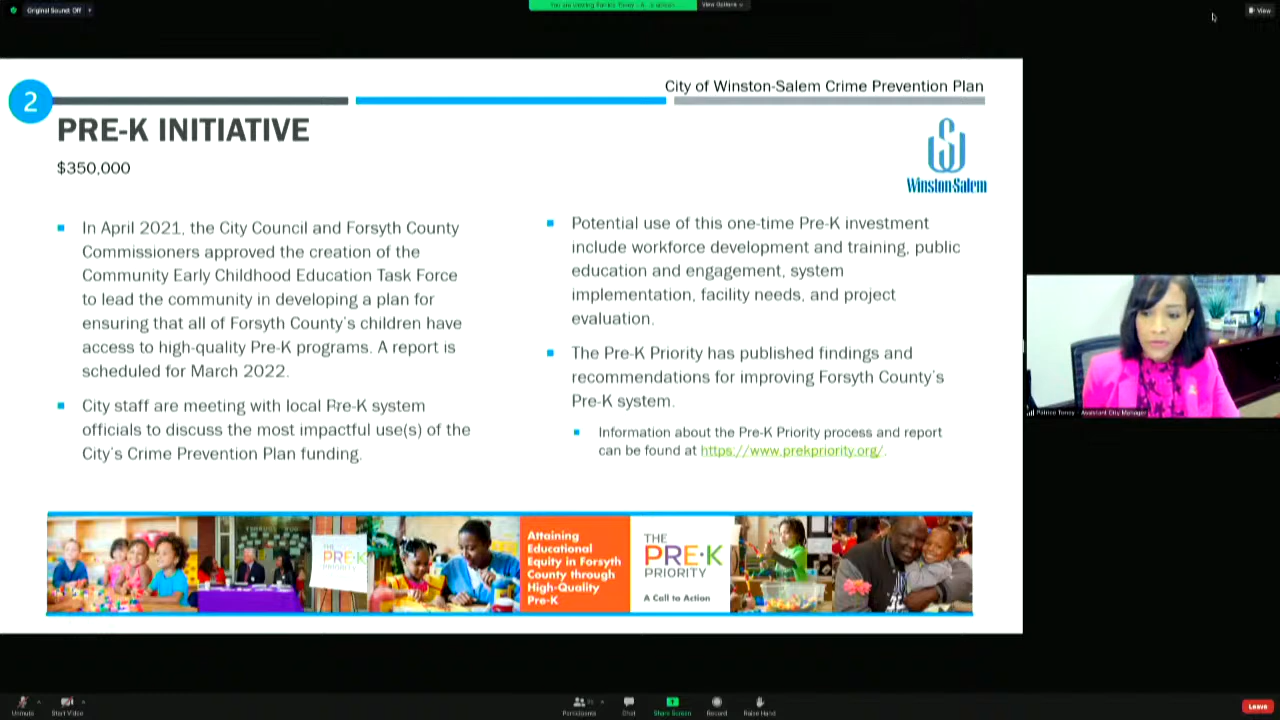 Original Sound: Off
View Options
View
2
City of Winston-Salem Crime Prevention Plan
PRE-K INITIATIVE
$350,000
Winston-Salem
In April 2021, the City Council and Forsyth County
Commissioners approved the creation of the
Community Early Childhood Education Task Force
to lead the community in developing a plan for
ensuring that all of Forsyth County's children have
access to high-quality Pre-K programs. A report is
scheduled for March 2022.
City staff are meeting with local Pre-K system
officials to discuss the most impactful use(s) of the
City's Crime Prevention Plan funding.
Potential use of this one-time Pre-K investment
include workforce development and training, public
education and engagement, system
implementation, facility needs, and project
evaluation.
The Pre-K Priority has published findings and
recommendations for improving Forsyth County's
Pre-K system.
Information about the Pre-K Priority process and report
can be found at https://www.prekpriority.org/.
Assistant City Manager
THE
PRE-K
PRIORITY
Attaining
Educational
Equity in Forsyth
County through
High-Quality
Pre-K
THE
PRE·K
PRIORITY
A Call to Action
Unmute
Start Video
Participants
Chat
Share Screen
Record
Raise Hand
Leave